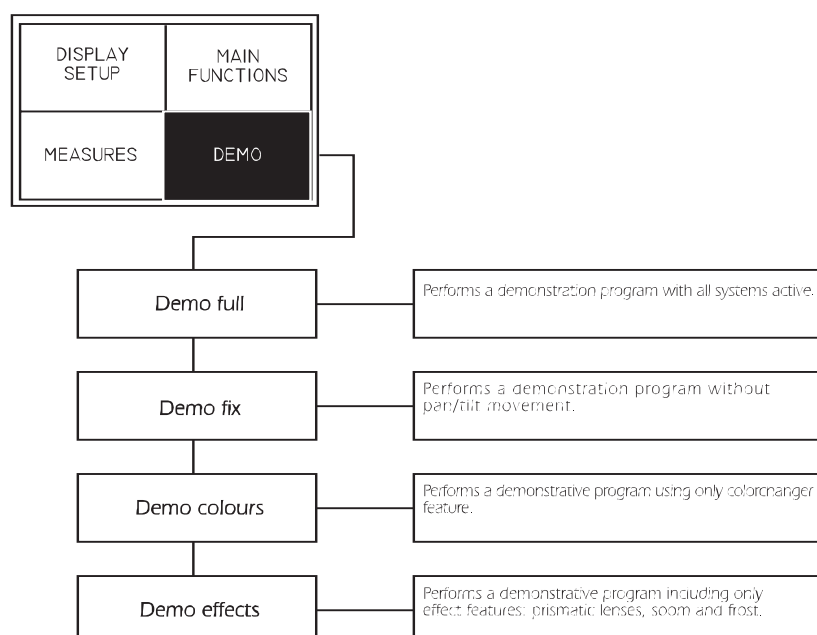 DISPLAY
SETUP
MAIN
FUNCTIONS
MEASURES
DEMO
Demo full
Performs a demonstration program with all systems active.
Demo fix
Performs a demonstration program without
pan/tilt movement.
Demo colours
Performs a demonstrative program using only colorchanger
feature.
Demo effects
Performs a demonstrative program including only
effect features: prismatic lenses, soom and frost.